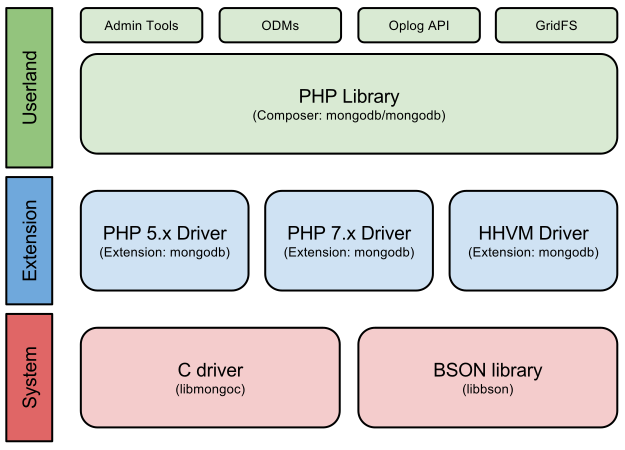 Userland
Admin Tools
ODMs
Oplog API
GridFS
PHP Library
(Composer: mongodb/mongodb)
Extension
PHP 5.x Driver
(Extension: mongodb)
PHP 7.x Driver
(Extension: mongodb)
HHVM Driver
(Extension: mongodb)
System
C driver
(libmongoc)
BSON library
(libbson)